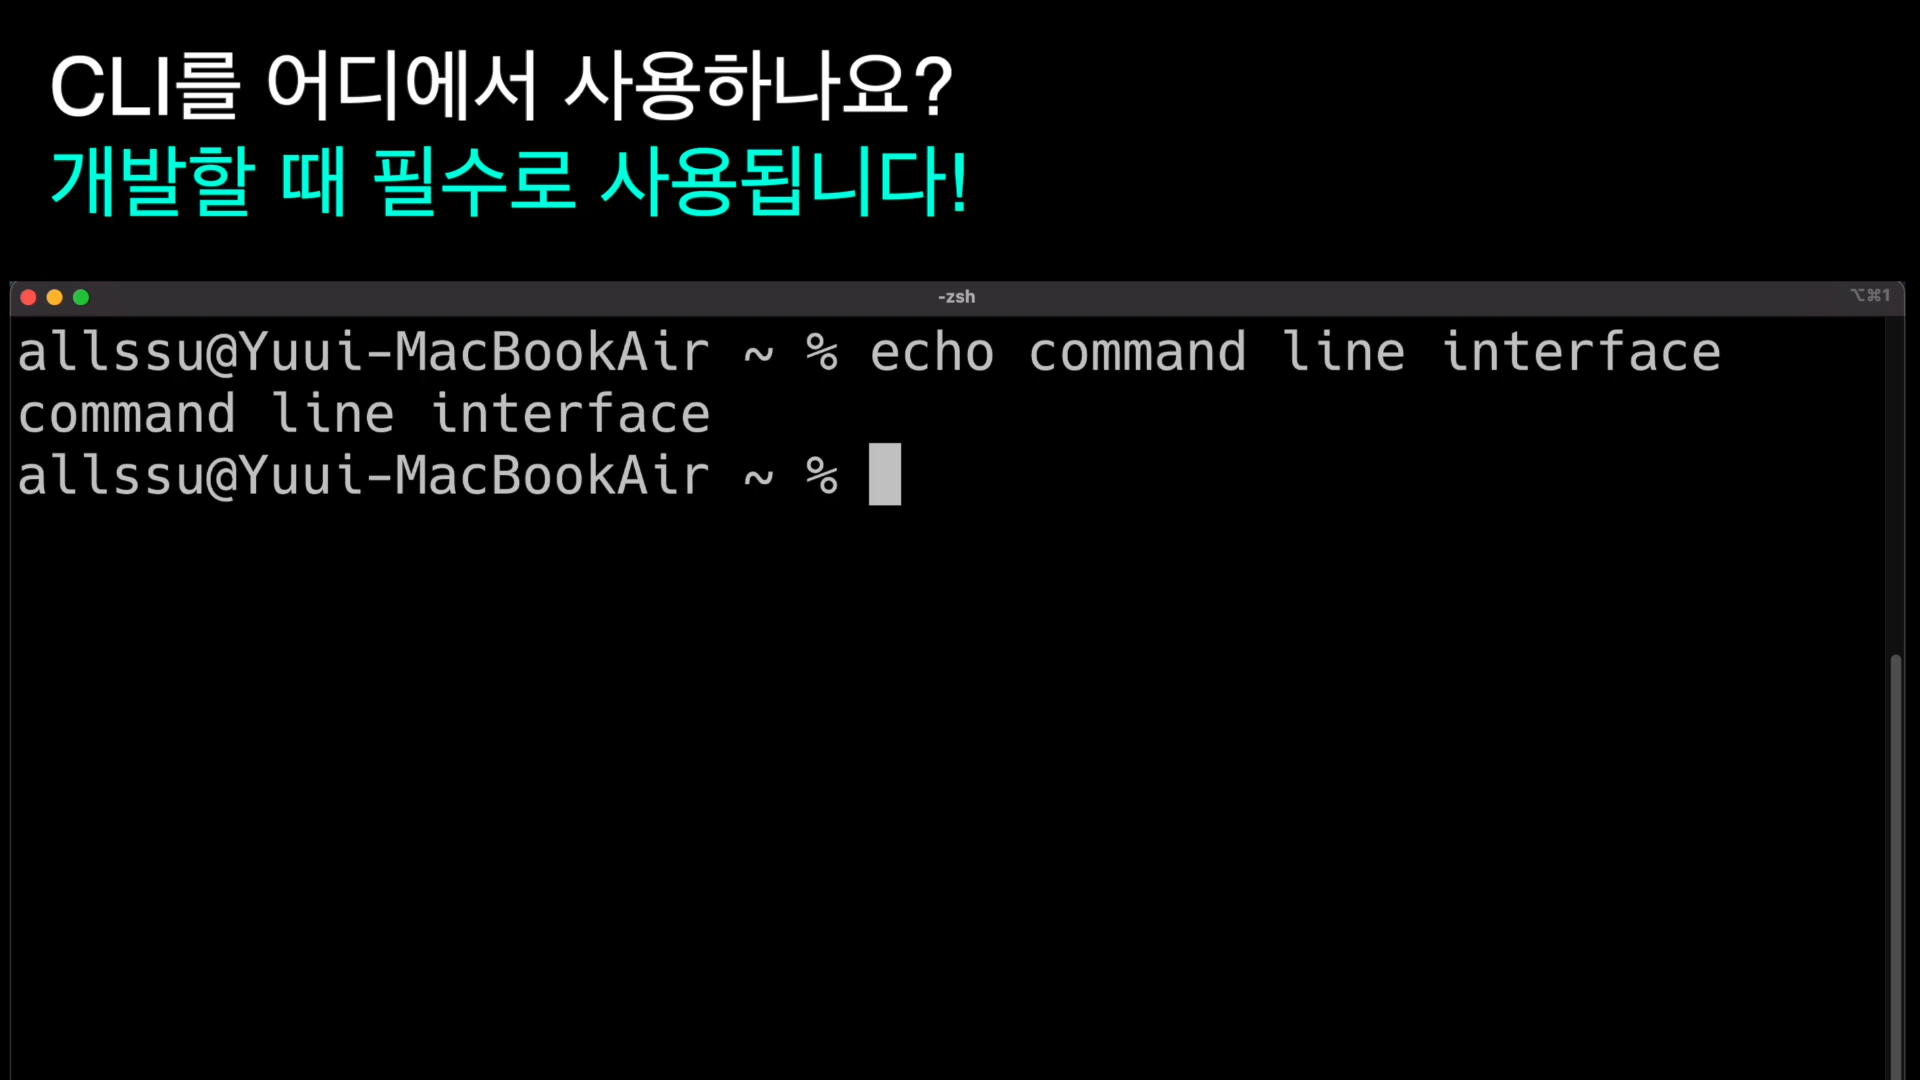 CLI를 어디에서 사용하나요?
개발할 때 필수로 사용됩니다!
-zsh
⌥⌘1
allssu@Yuui-MacBookAir ~ % echo command line interface
command line interface
allssu@Yuui-MacBookAir ~ %